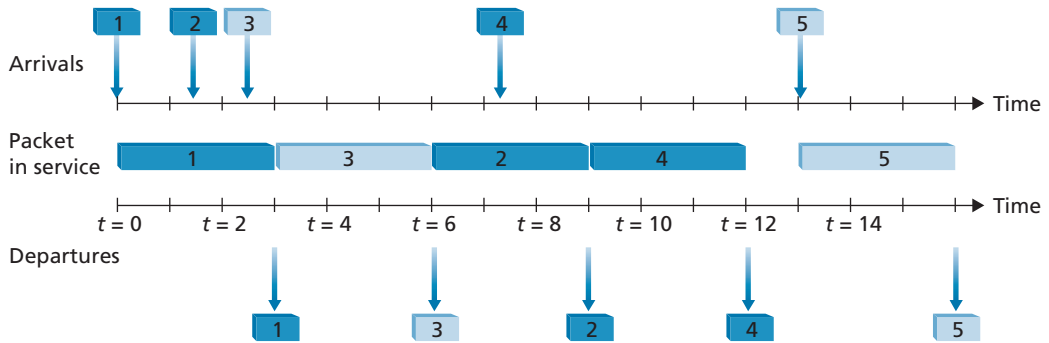 1 2 3 4 5
Arrivals
Time
Packet
in service
1 3 2 4 5
Time
t = 0 t = 2 t = 4 t = 6 t = 8 t = 10 t = 12 t = 14
Departures
1 3 2 4 5